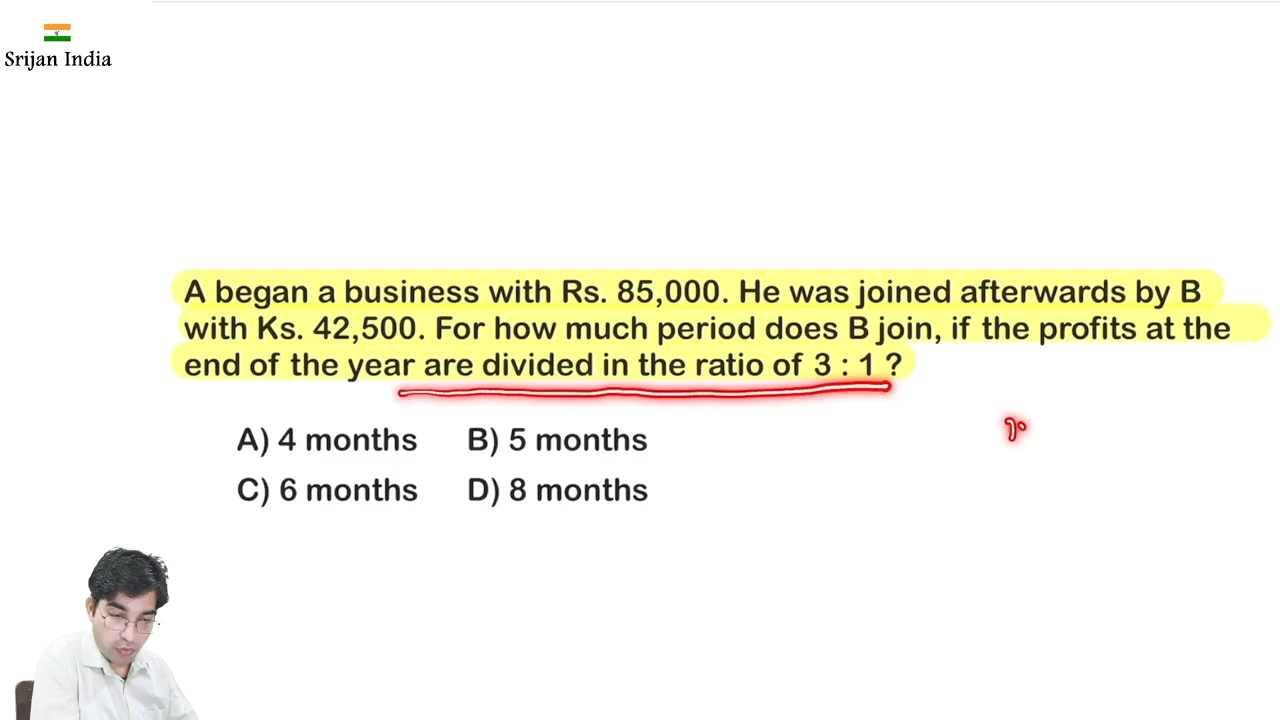 Srijan India
A began a business with Rs. 85,000. He was joined afterwards by B
with Ks. 42,500. For how much period does B join, if the profits at the
end of the year are divided in the ratio of 3 : 1 ?
A) 4 months B) 5 months
C) 6 months D) 8 months